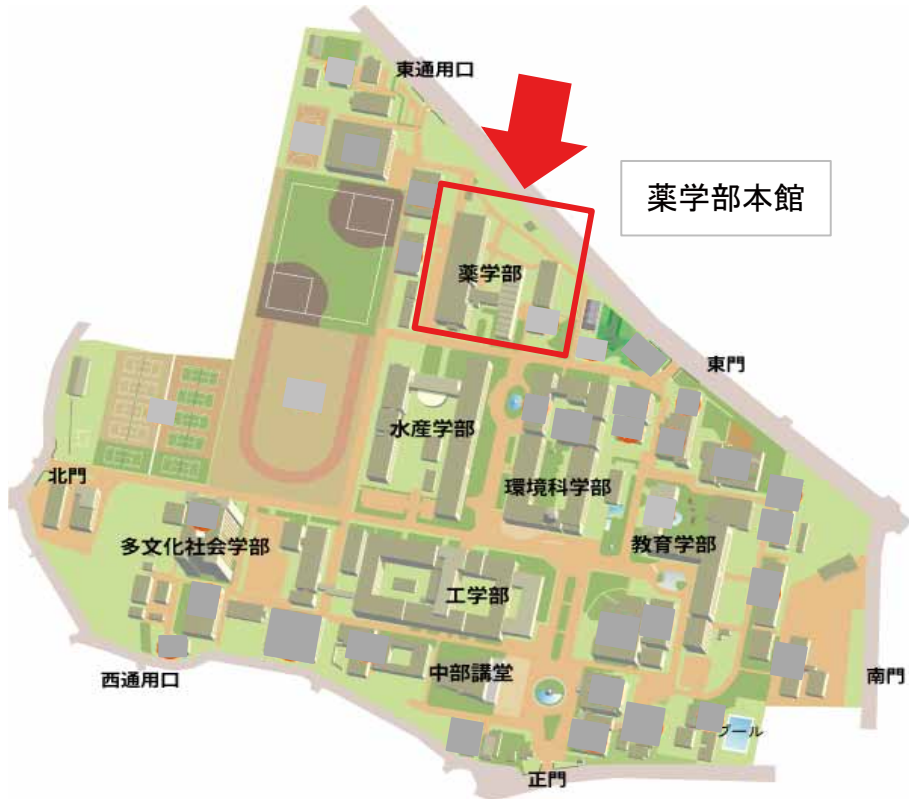 東通用口
薬学部本館
薬学部
東門
水産学部
北門
環境科学部
多文化社会学部
教育学部
工学部
中部講堂
西通用口
南門
プール
正門